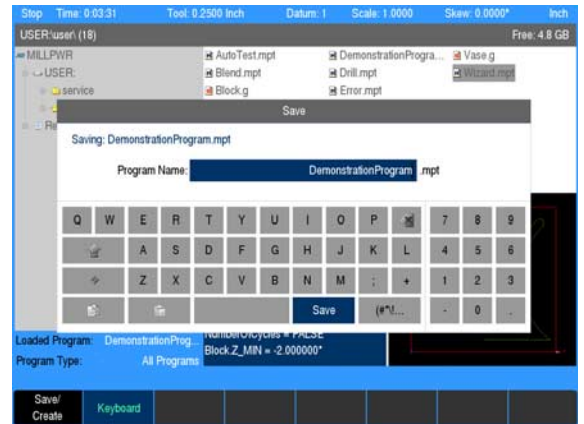 Stop Time: 0:03:31 Tool: 0.2500 Inch Datum: 1 Scale: 1.0000 Skew: 0.0000° Inch
USER:\user\ (18) Free: 4.8 GB
MILLPWR AutoTest.mpt DemonstrationProgra... Vase.g
USER: Blend.mpt Drill.mpt Wizard.mpt
service Block.g Error.mpt
Save
Saving: DemonstrationProgram.mpt
Program Name: DemonstrationProgram .mpt
Q W E R T Y U I O P 7 8 9
A S D F G H J K L 4 5 6
Z X C V B N M ; + 1 2 3
Save (#^\!... - 0 .
NumberOfCycles = FALSE
Loaded Program: DemonstrationProg...
Block.Z_MIN = -2.000000"
Program Type: All Programs
Save/
Create Keyboard